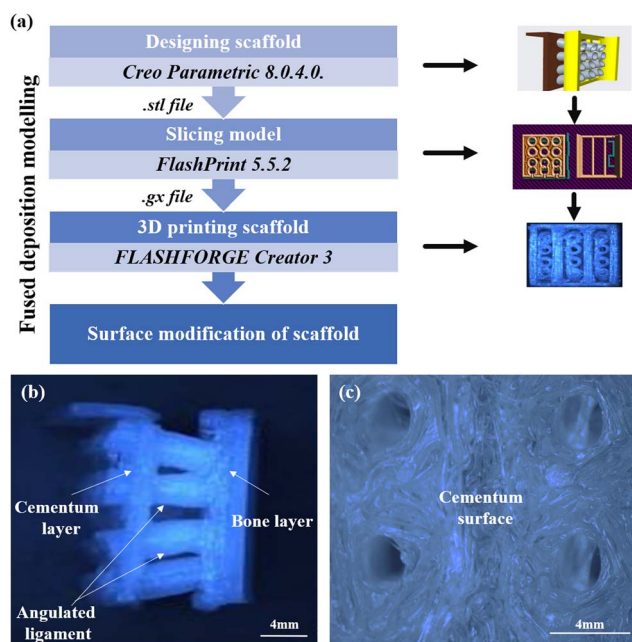 (a)
Fused deposition modelling
Designing scaffold
Creo Parametric 8.0.4.0.
.stl file
Slicing model
FlashPrint 5.5.2
.gx file
3D printing scaffold
FLASHFORGE Creator 3
Surface modification of scaffold
(b)
Cementum
layer
Bone layer
Angulated
ligament
4mm
(c)
Cementum
surface
4mm